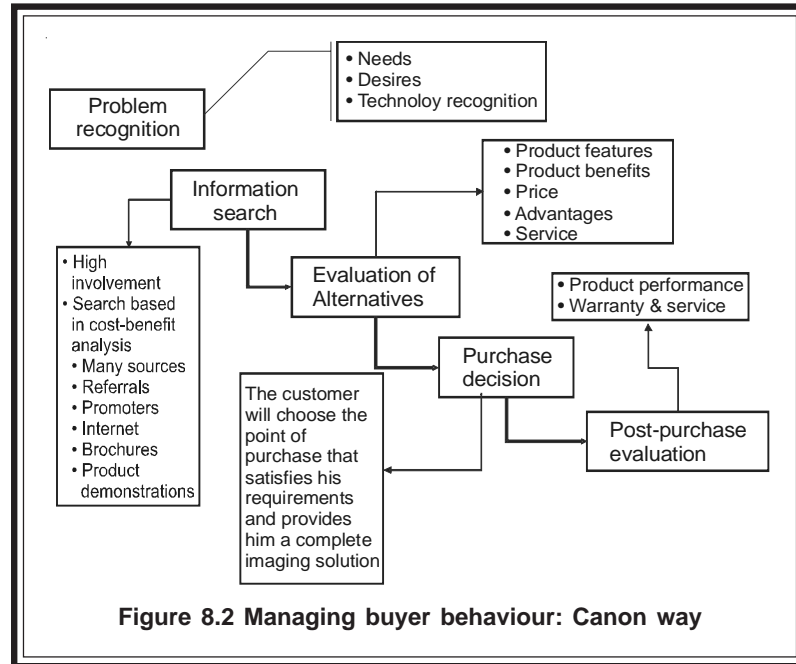 • Needs
• Desires
• Technoloy recognition
Problem
recognition
• Product features
• Product benefits
• Price
• Advantages
• Service
Information
search
• High
involvement
• Search based
in cost-benefit
analysis
• Many sources
• Referrals
• Promoters
• Internet
• Brochures
• Product
demonstrations
Evaluation of
Alternatives
• Product performance
• Warranty & service
Purchase
decision
The customer
will choose the
point of
purchase that
satisfies his
requirements
and provides
him a complete
imaging solution
Post-purchase
evaluation
Figure 8.2 Managing buyer behaviour: Canon way